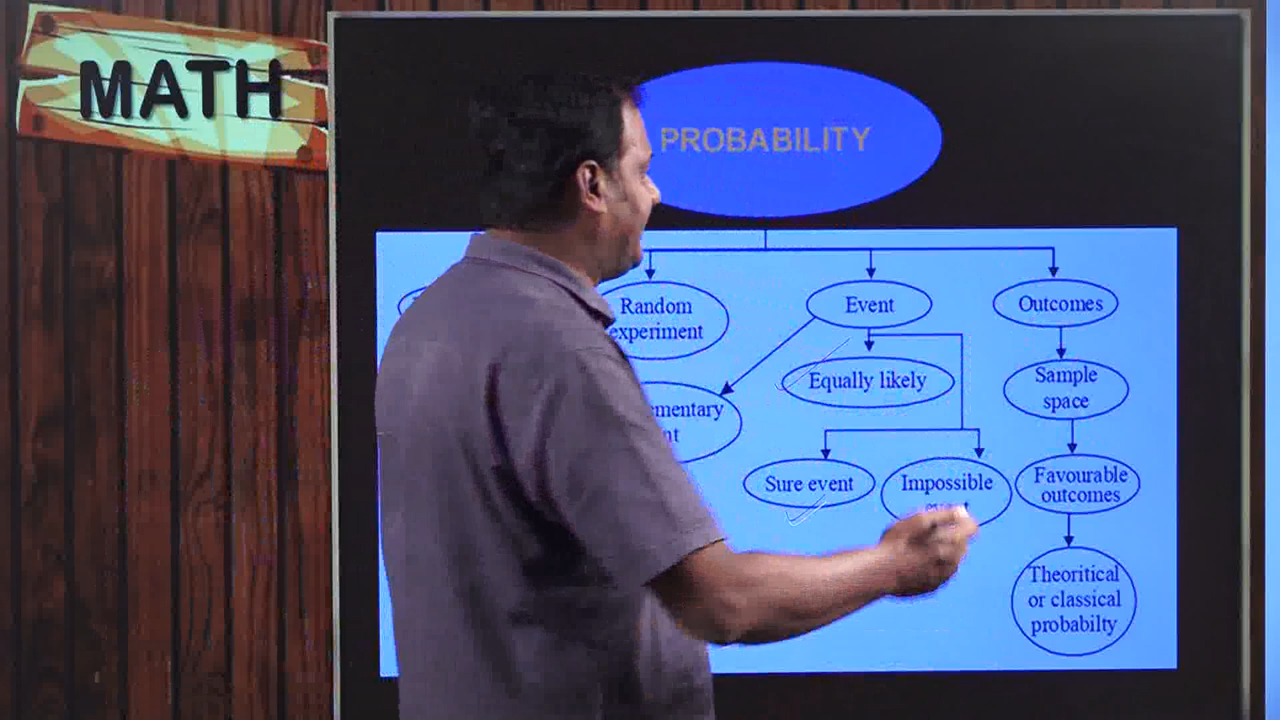 MATH
PROBABILITY
Random
experiment
Event
Outcomes
Equally likely
Sample
space
Sure event
Impossible
Favourable
outcomes
Theoritical
or classical
probabilty